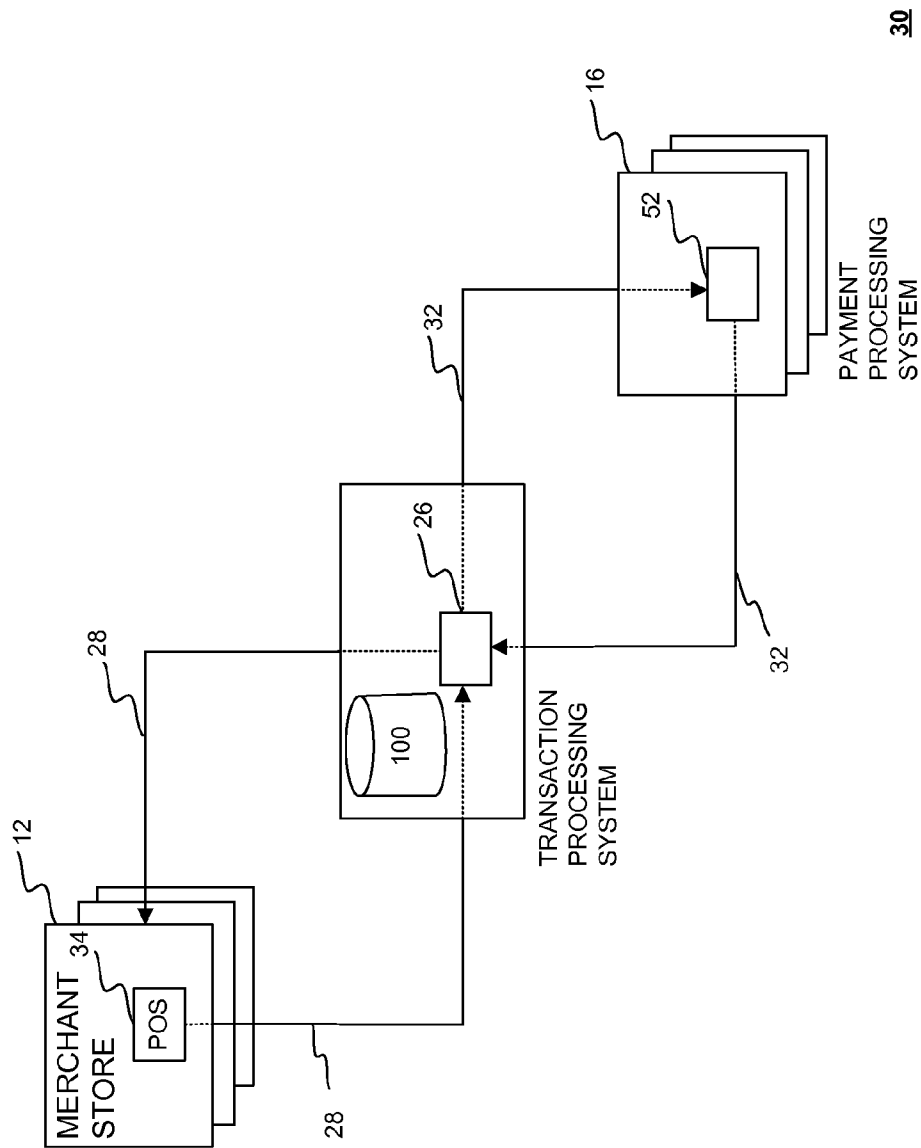 MERCHANT
STORE
POS
34
12
28
28
100
26
TRANSACTION
PROCESSING
SYSTEM
32
32
16
52
PAYMENT
PROCESSING
SYSTEM
30